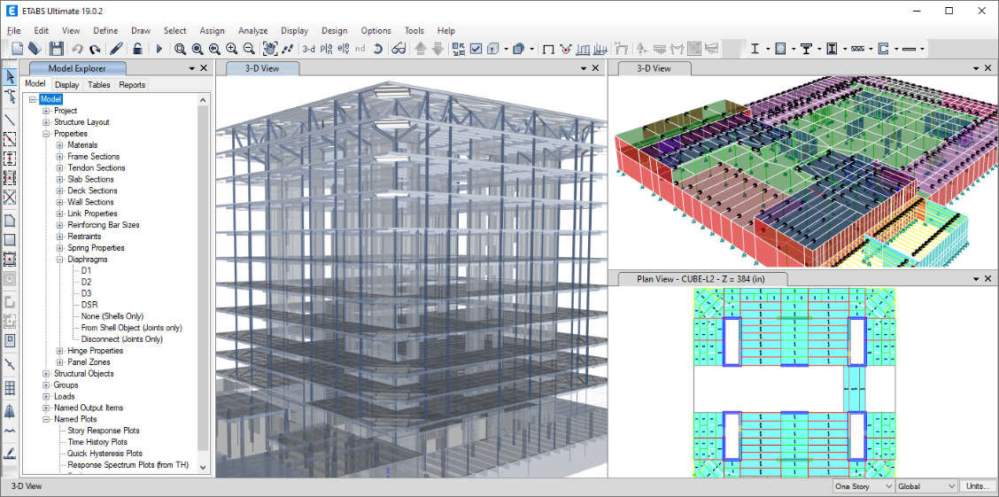 ETABS Ultimate 19.0.2
File Edit View Define Draw Select Assign Analyze Display Design Options Tools Help
3-d nd
Model Explorer
Model Display Tables Reports
Model
Project
Structure Layout
Properties
Materials
Frame Sections
Tendon Sections
Slab Sections
Deck Sections
Wall Sections
Link Properties
Reinforcing Bar Sizes
Restraints
Spring Properties
Diaphragms
D1
D2
D3
DSR
None (Shells Only)
From Shell Object (Joints only)
Disconnect (Joints Only)
Hinge Properties
Panel Zones
Structural Objects
Groups
Loads
Named Output Items
Named Plots
Story Response Plots
Time History Plots
Quick Hysteresis Plots
Response Spectrum Plots (from TH)
3-D View
3-D View
Plan View - CUBE-L2 - Z = 384 (in)
3-D View
One Story
Global
Units...